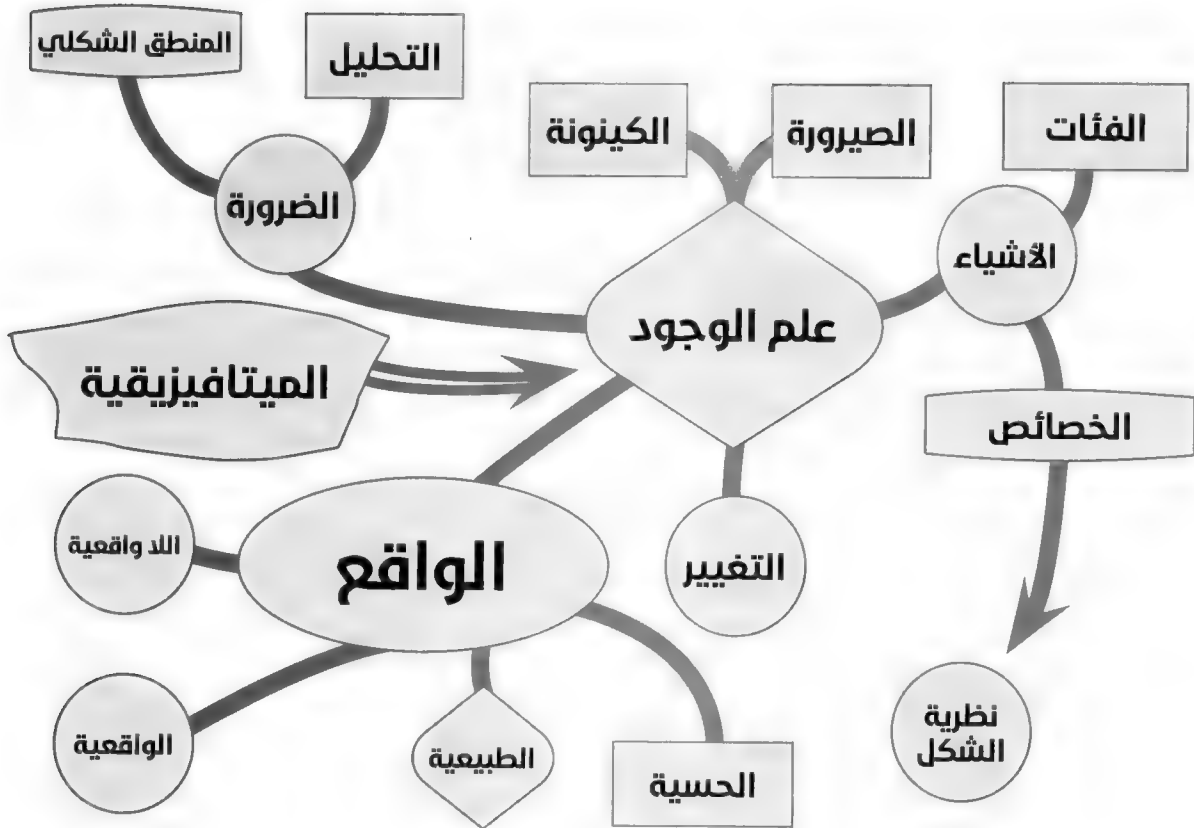 المنطق الشكلي
التحليل
الكينونة
الصيرورة
الفئات
الضرورة
الأشياء
علم الوجود
الميتافيزيقية
الخصائص
اللا واقعية
الواقع
التغيير
الواقعية
الطبيعية
الحسية
نظرية
الشكل